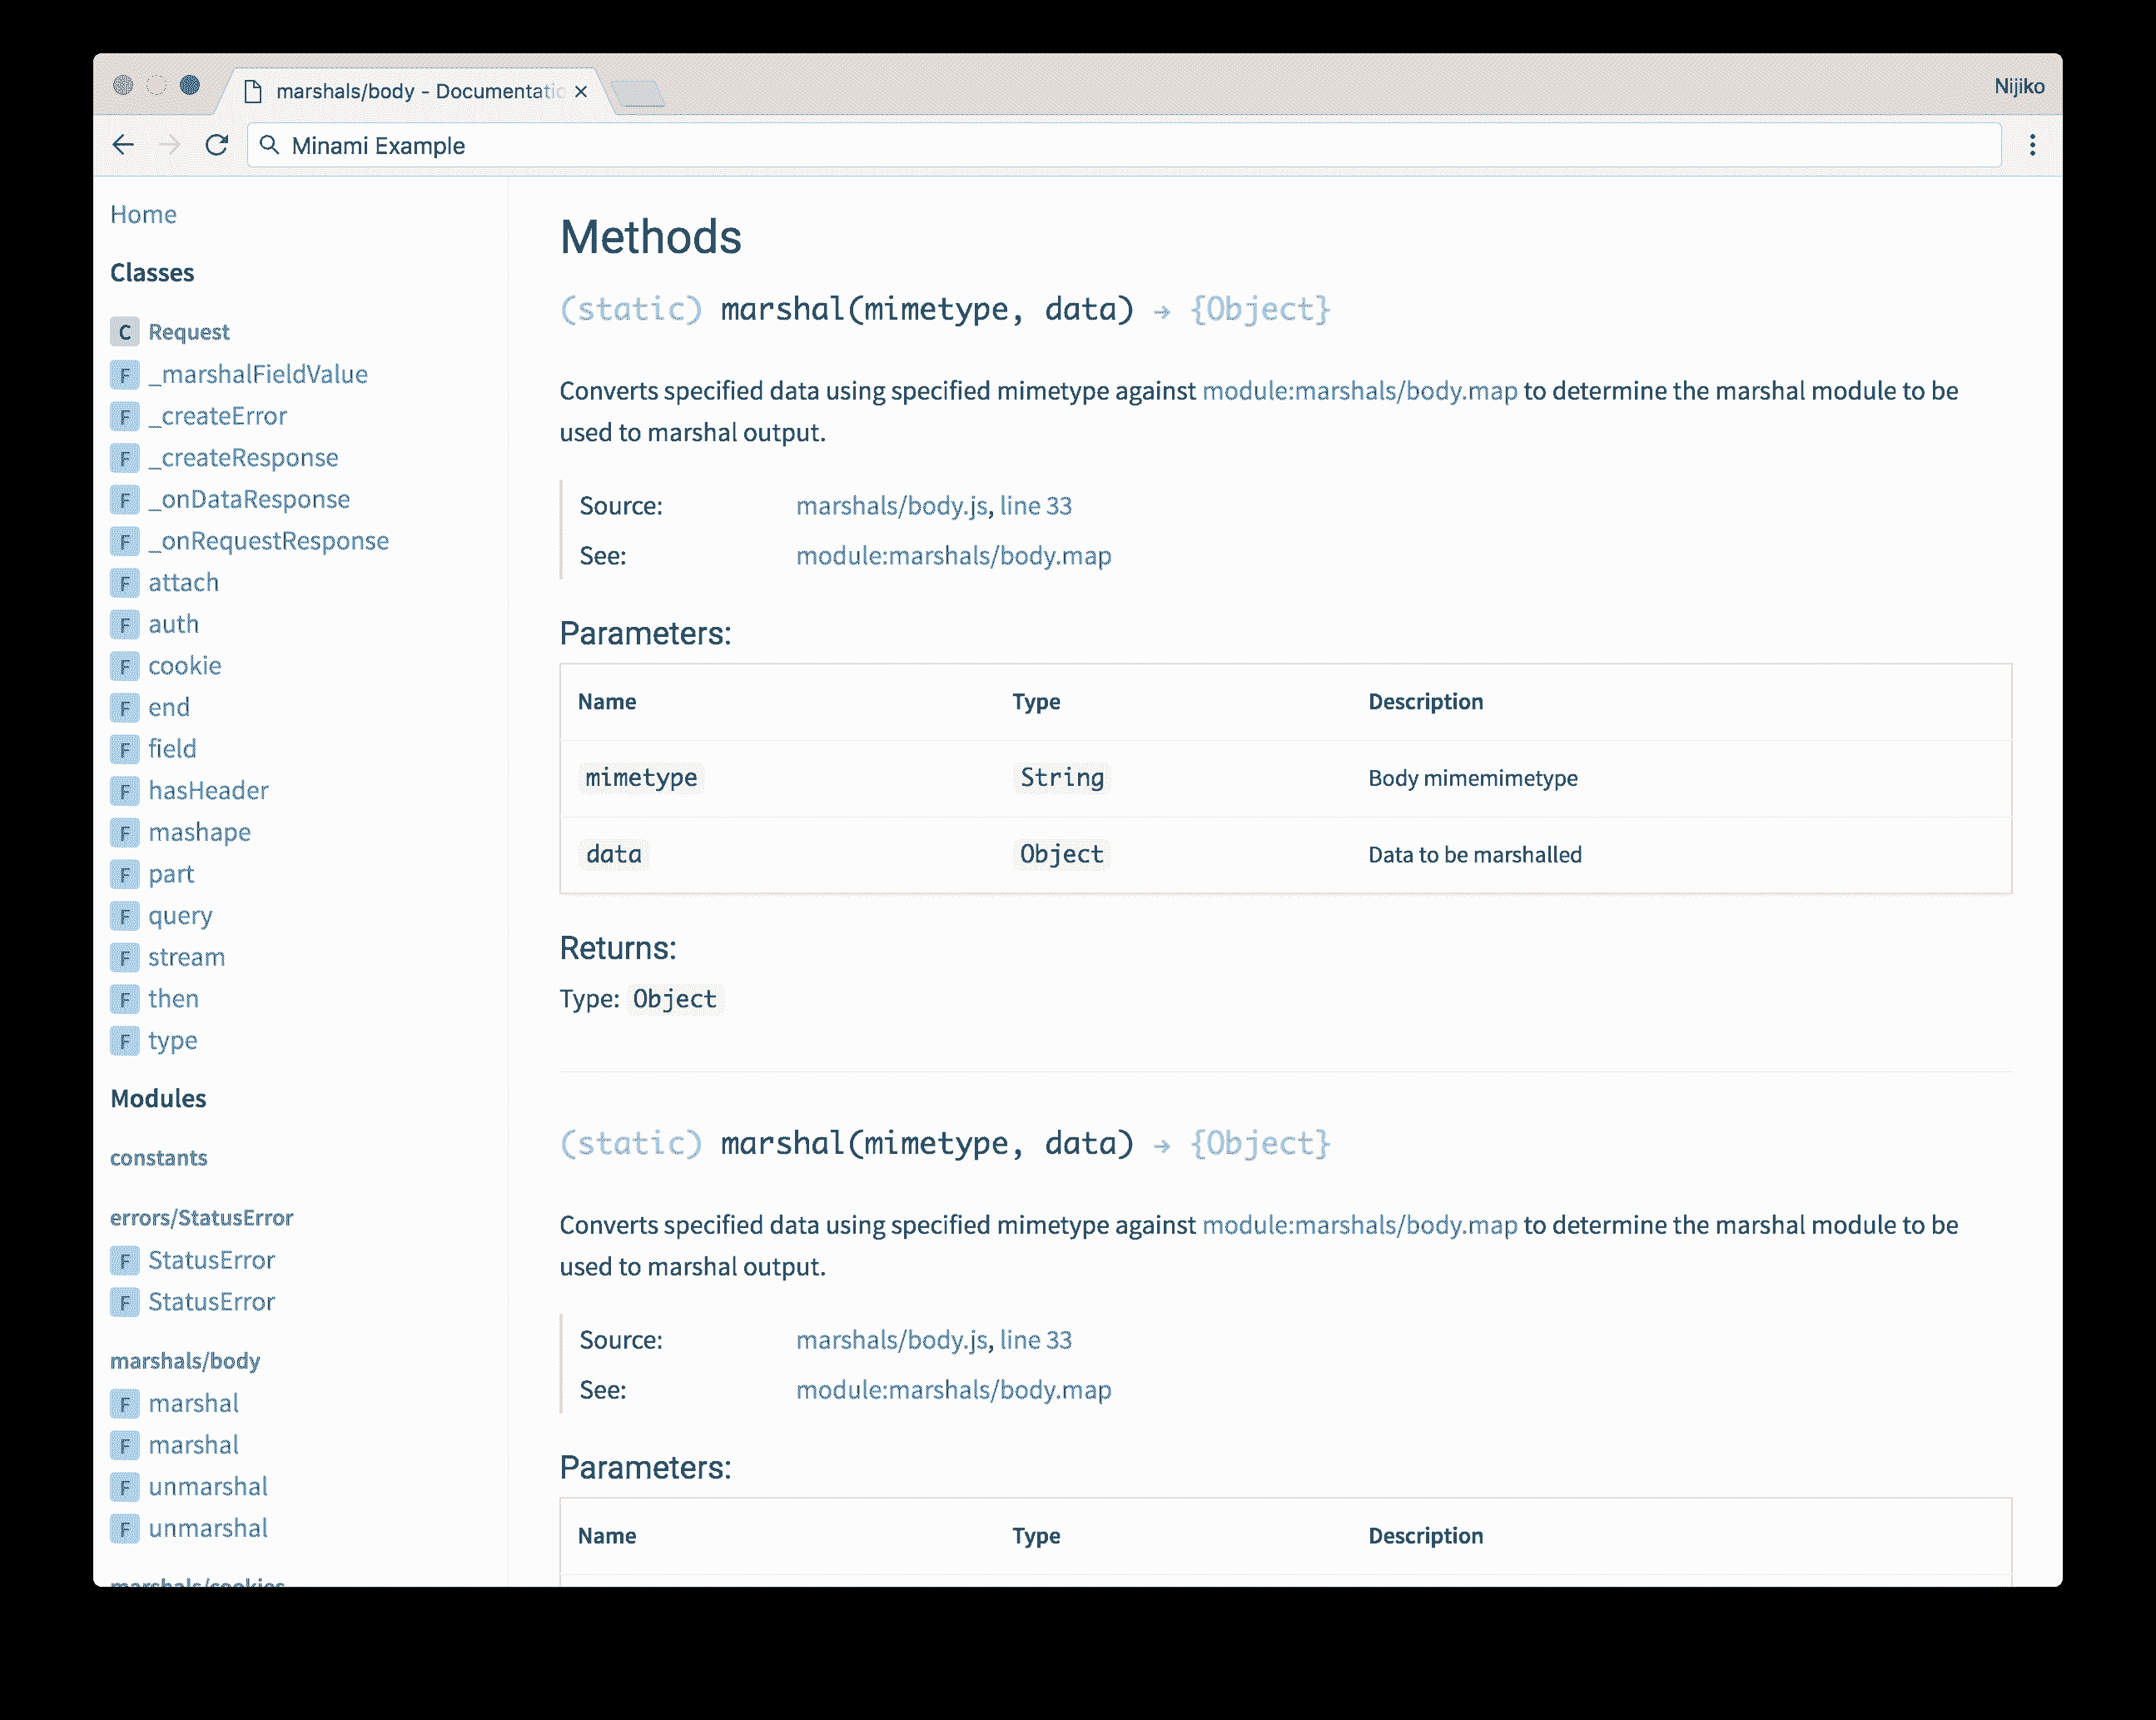 marshals/body - Documentatio
Nijiko
Minami Example
Home
Classes
C Request
F _marshalFieldValue
F _createError
F _createResponse
F _onDataResponse
F _onRequestResponse
F attach
F auth
F cookie
F end
F field
F hasHeader
F mashape
F part
F query
F stream
F then
F type
Modules
constants
errors/StatusError
F StatusError
F StatusError
marshals/body
F marshal
F marshal
F unmarshal
F unmarshal
marshals/cookies
Methods
(static) marshal(mimetype, data) → {Object}
Converts specified data using specified mimetype against module:marshals/body.map to determine the marshal module to be
used to marshal output.
Source: marshals/body.js, line 33
See: module:marshals/body.map
Parameters:
Name Type Description
mimetype String Body mimemimetype
data Object Data to be marshalled
Returns:
Type: Object
(static) marshal(mimetype, data) → {Object}
Converts specified data using specified mimetype against module:marshals/body.map to determine the marshal module to be
used to marshal output.
Source: marshals/body.js, line 33
See: module:marshals/body.map
Parameters:
Name Type Description